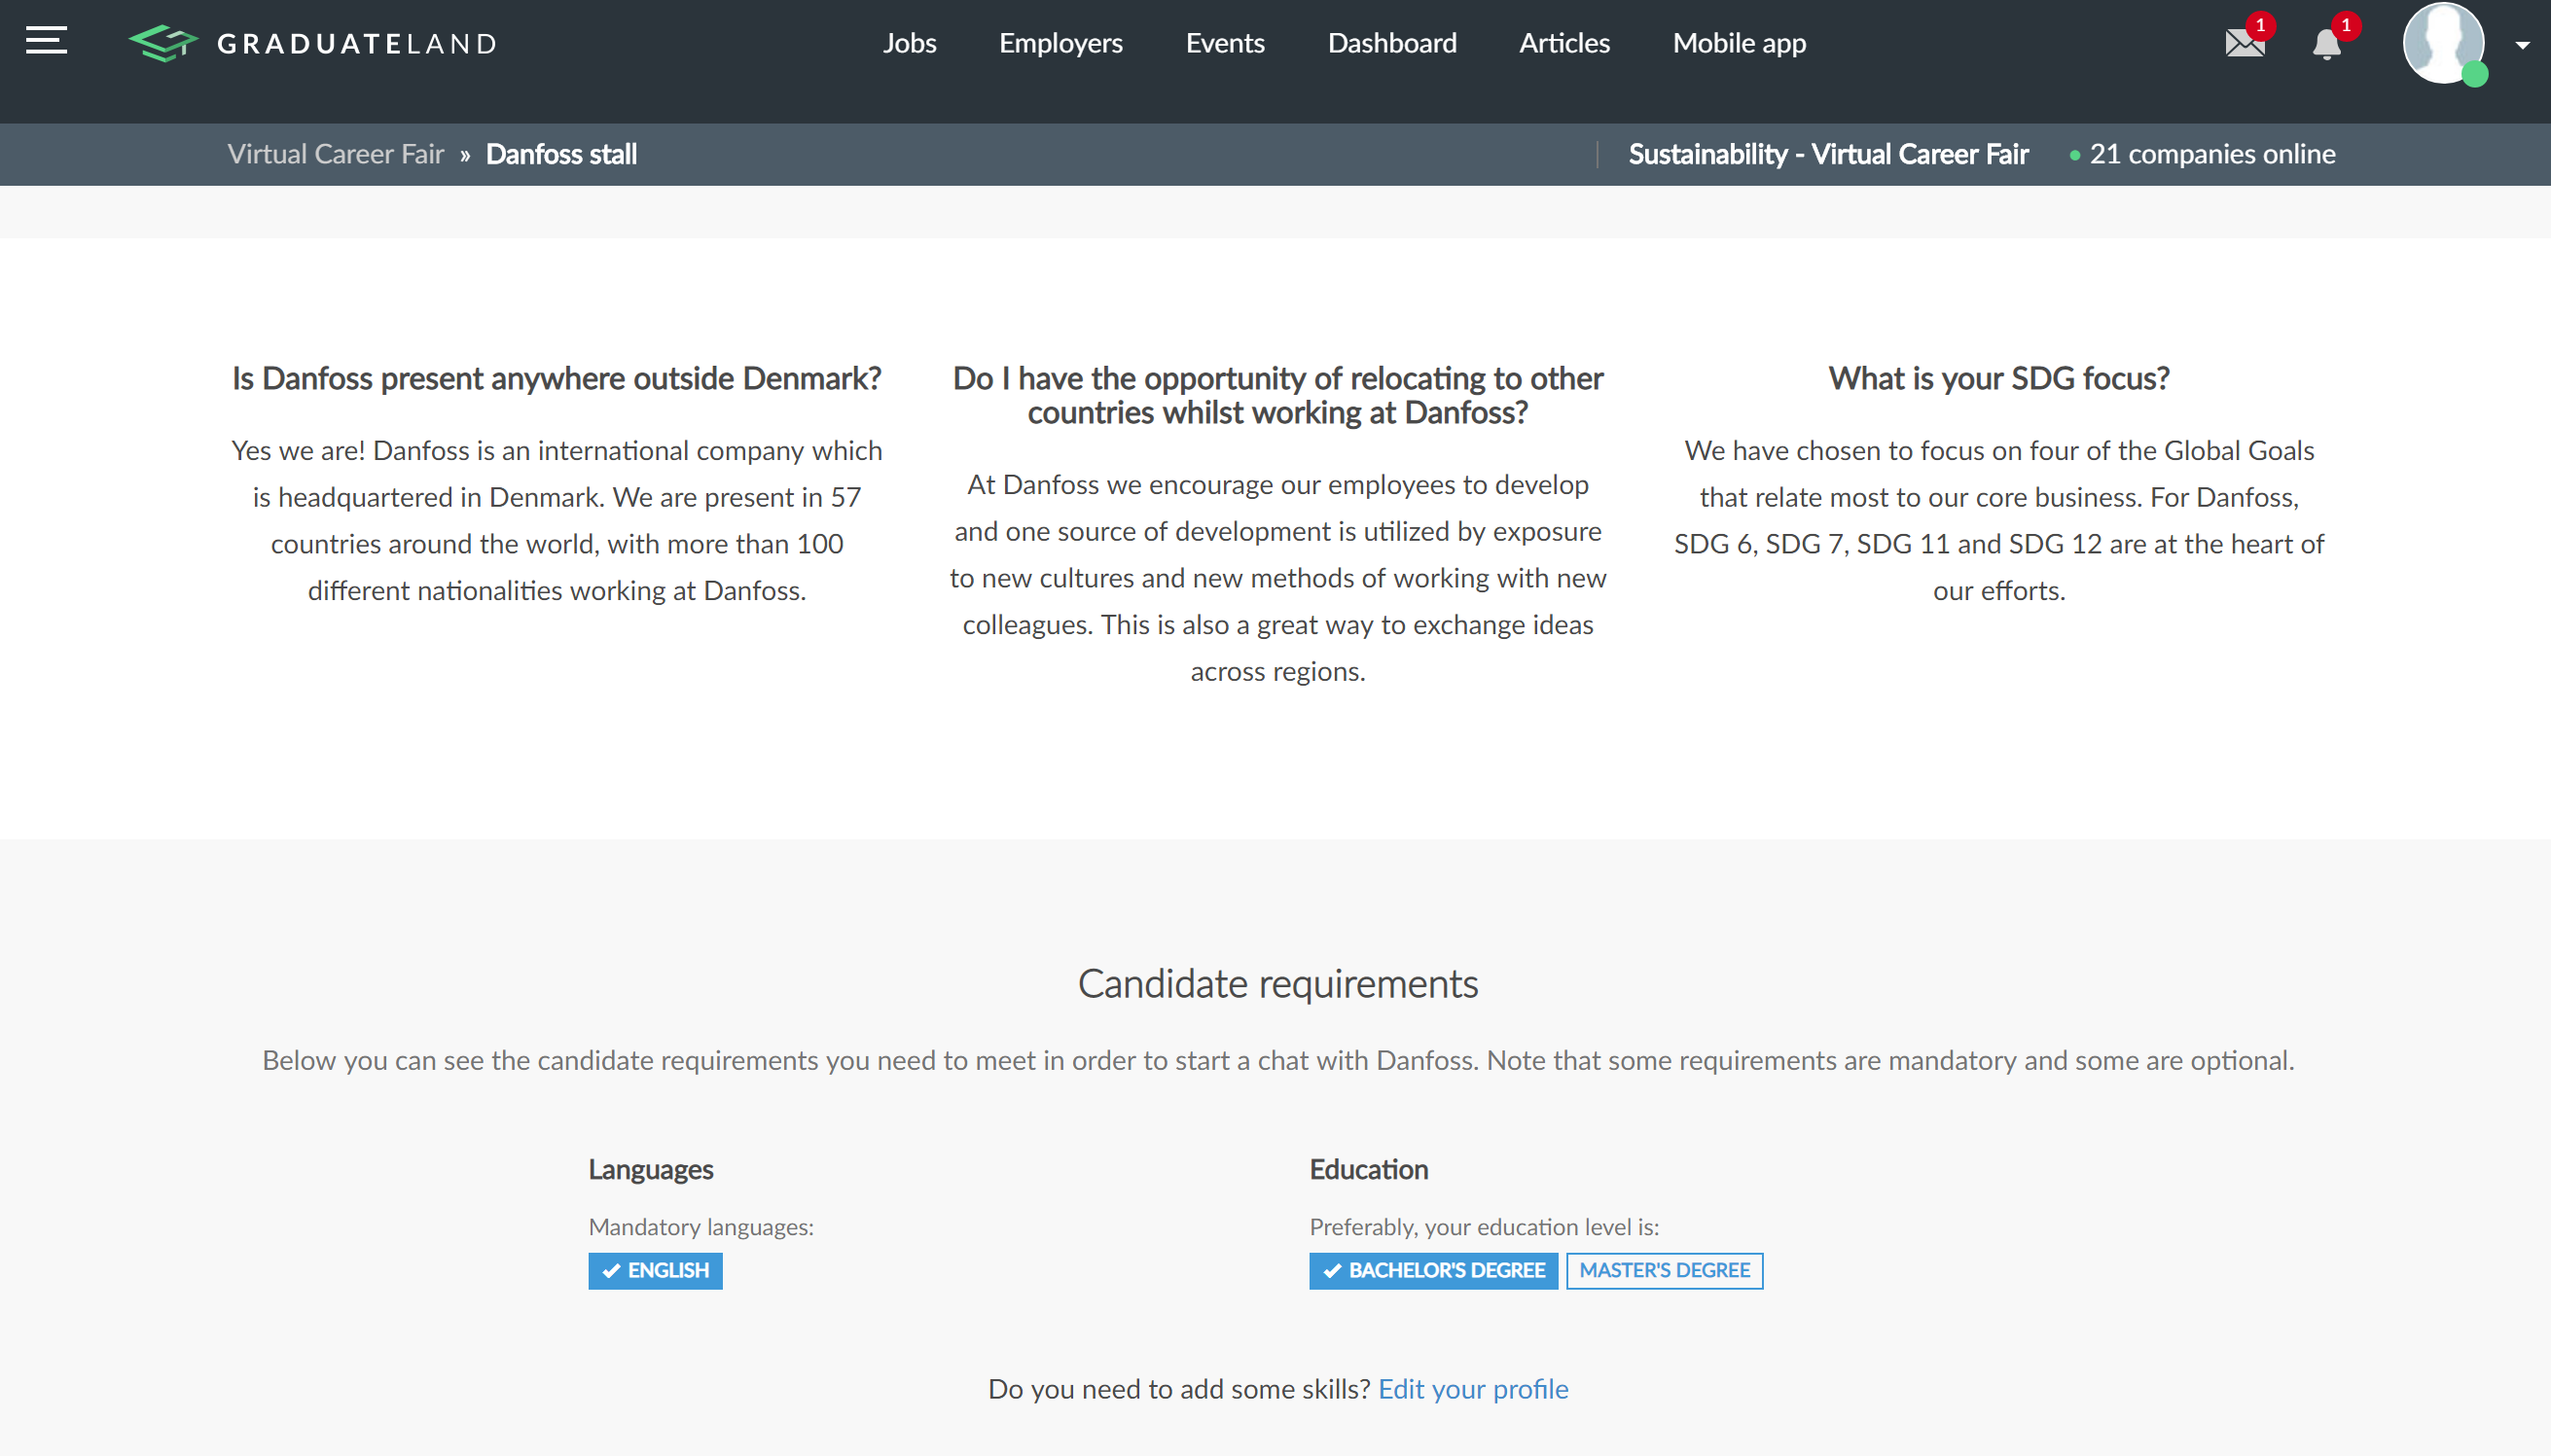 GRADUATELAND
Jobs Employers Events Dashboard Articles Mobile app
1
1
Virtual Career Fair » Danfoss stall
Sustainability - Virtual Career Fair • 21 companies online
Is Danfoss present anywhere outside Denmark?
Yes we are! Danfoss is an international company which
is headquartered in Denmark. We are present in 57
countries around the world, with more than 100
different nationalities working at Danfoss.
Do I have the opportunity of relocating to other
countries whilst working at Danfoss?
At Danfoss we encourage our employees to develop
and one source of development is utilized by exposure
to new cultures and new methods of working with new
colleagues. This is also a great way to exchange ideas
across regions.
What is your SDG focus?
We have chosen to focus on four of the Global Goals
that relate most to our core business. For Danfoss,
SDG 6, SDG 7, SDG 11 and SDG 12 are at the heart of
our efforts.
Candidate requirements
Below you can see the candidate requirements you need to meet in order to start a chat with Danfoss. Note that some requirements are mandatory and some are optional.
Languages
Mandatory languages:
ENGLISH
Education
Preferably, your education level is:
BACHELOR'S DEGREE MASTER'S DEGREE
Do you need to add some skills? Edit your profile